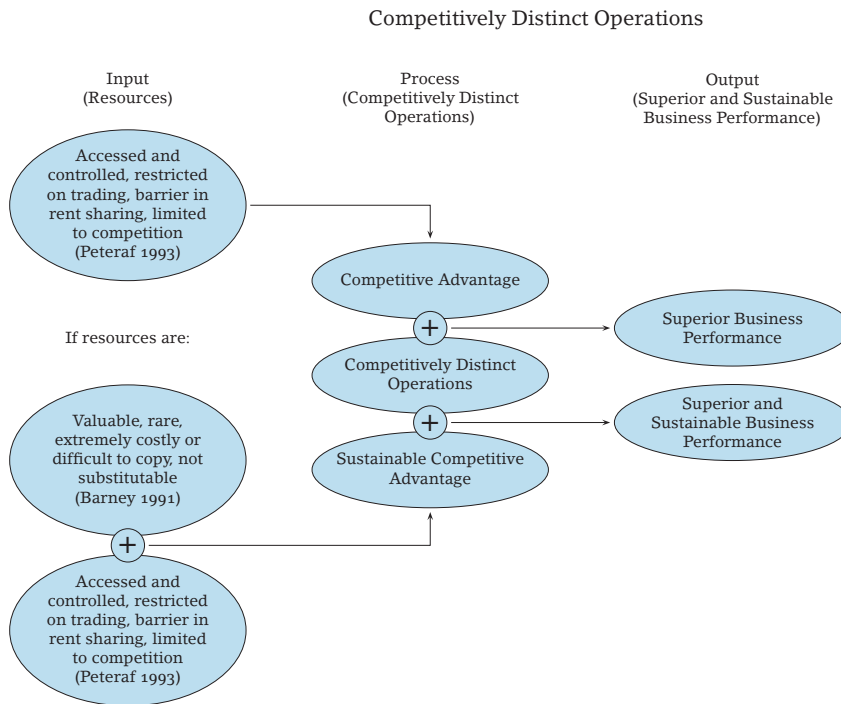 Competitively Distinct Operations
Input
(Resources)
Process
(Competitively Distinct
Operations)
Output
(Superior and Sustainable
Business Performance)
Accessed and
controlled, restricted
on trading, barrier in
rent sharing, limited
to competition
(Peteraf 1993)
If resources are:
Valuable, rare,
extremely costly or
difficult to copy, not
substitutable
(Barney 1991)
+
Accessed and
controlled, restricted
on trading, barrier in
rent sharing, limited
to competition
(Peteraf 1993)
Competitive Advantage
+
Competitively Distinct
Operations
+
Sustainable Competitive
Advantage
Superior Business
Performance
Superior and
Sustainable Business
Performance